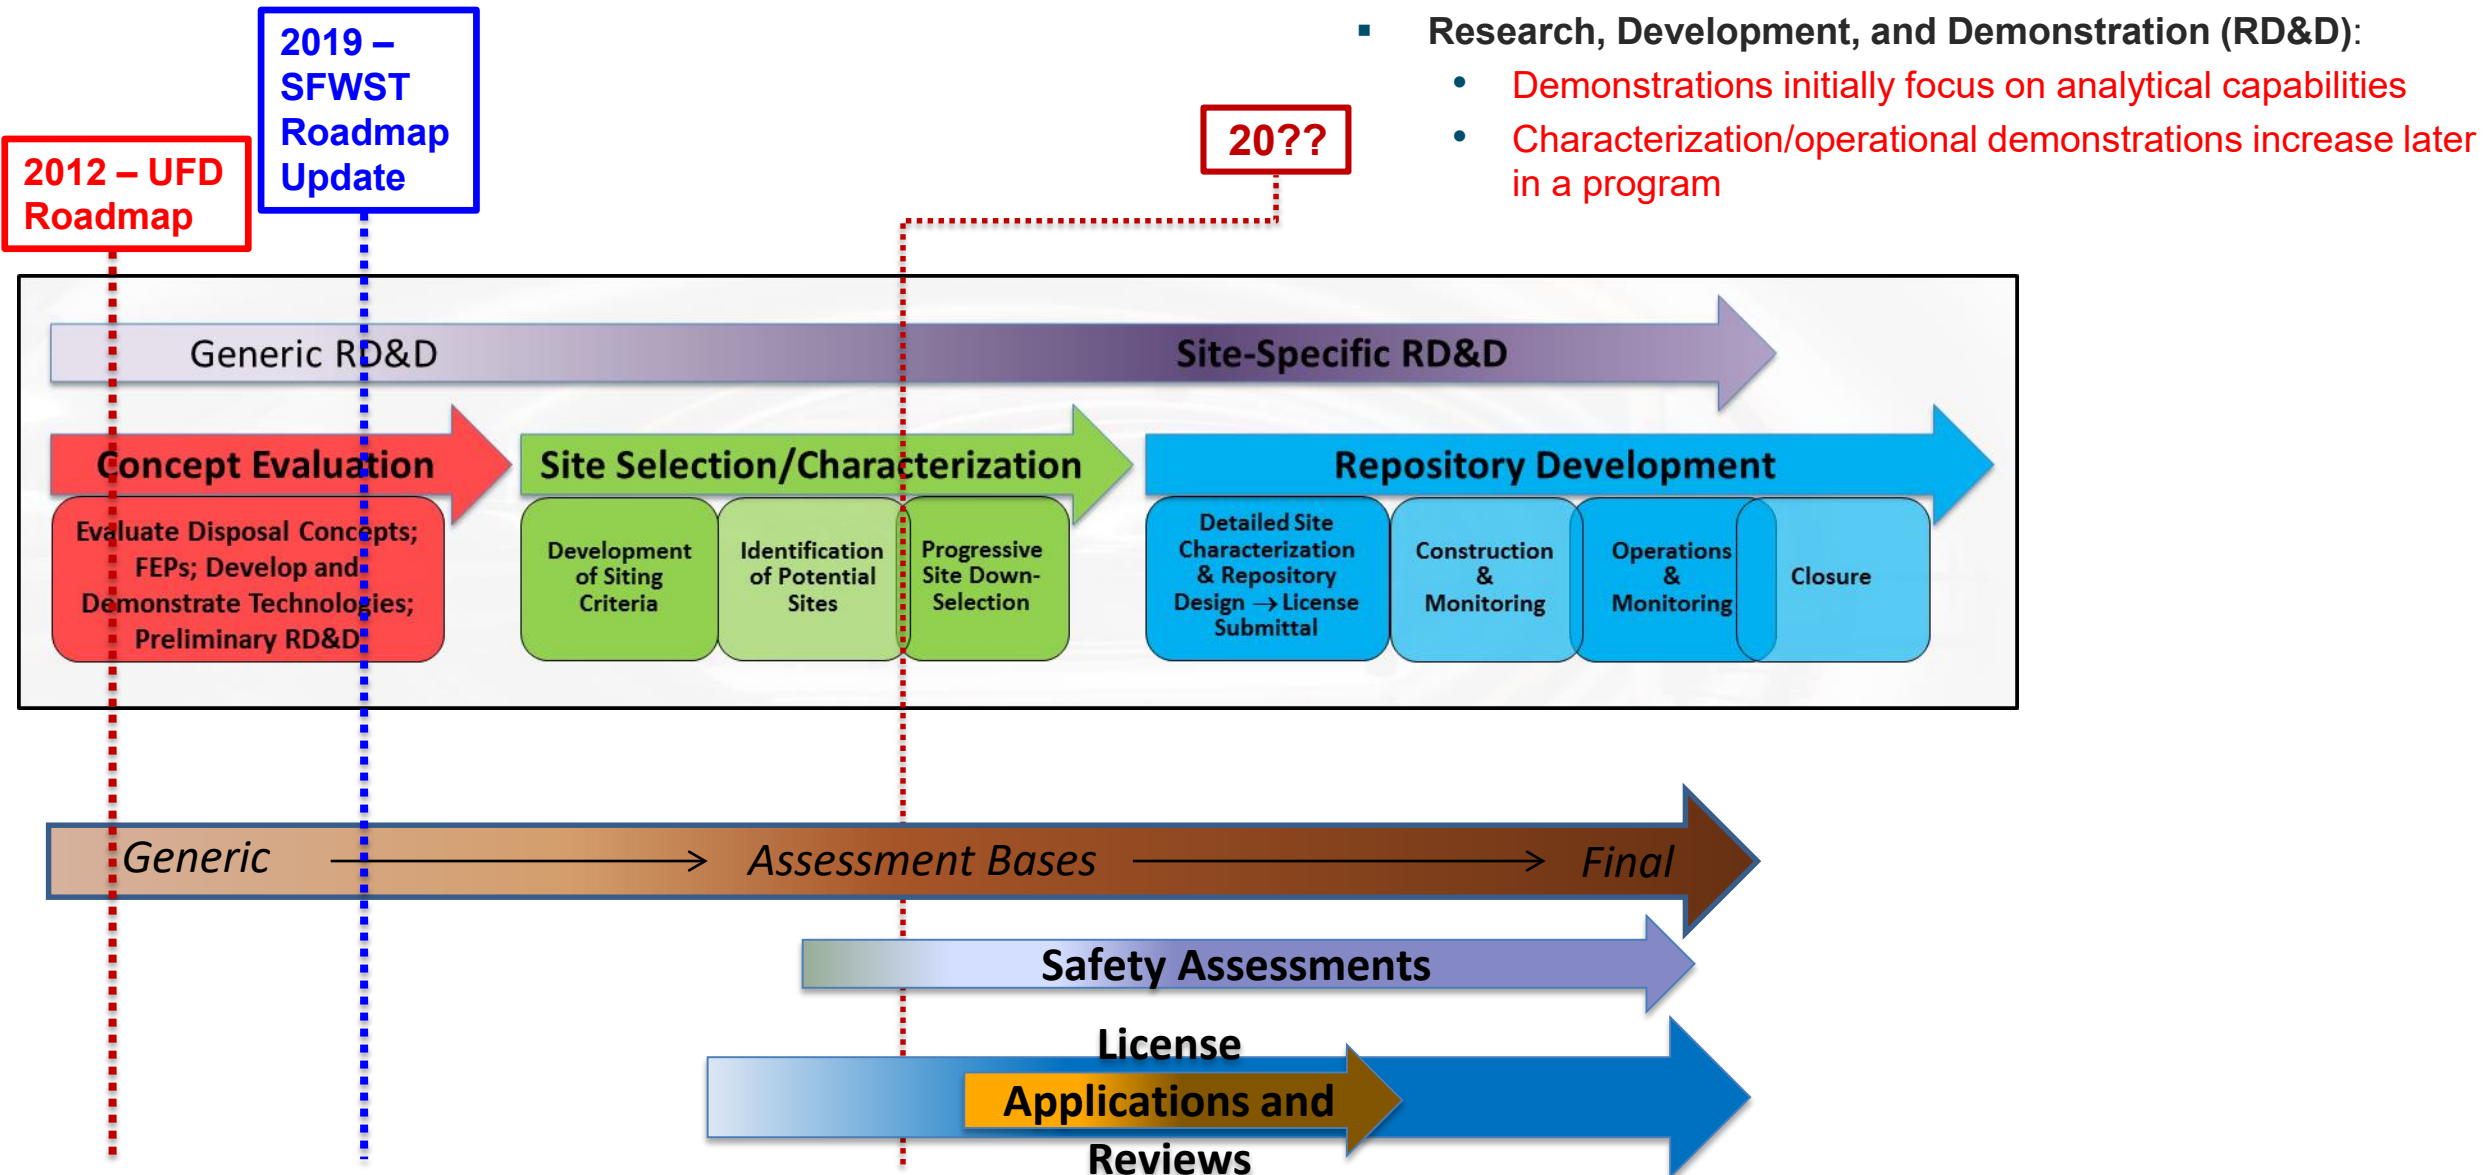 2019 –
SFWST
Roadmap
Update
2012 – UFD
Roadmap
20??
▪ Research, Development, and Demonstration (RD&D):
• Demonstrations initially focus on analytical capabilities
• Characterization/operational demonstrations increase later
in a program
Generic RD&D
Site-Specific RD&D
Concept Evaluation
Site Selection/Characterization
Repository Development
Evaluate Disposal Concepts;
FEPs; Develop and
Demonstrate Technologies;
Preliminary RD&D
Development
of Siting
Criteria
Identification
of Potential
Sites
Progressive
Site Down-
Selection
Detailed Site
Characterization
& Repository
Design → License
Submittal
Construction
&
Monitoring
Operations
&
Monitoring
Closure
Generic → Assessment Bases → Final
Safety Assessments
License
Applications and
Reviews